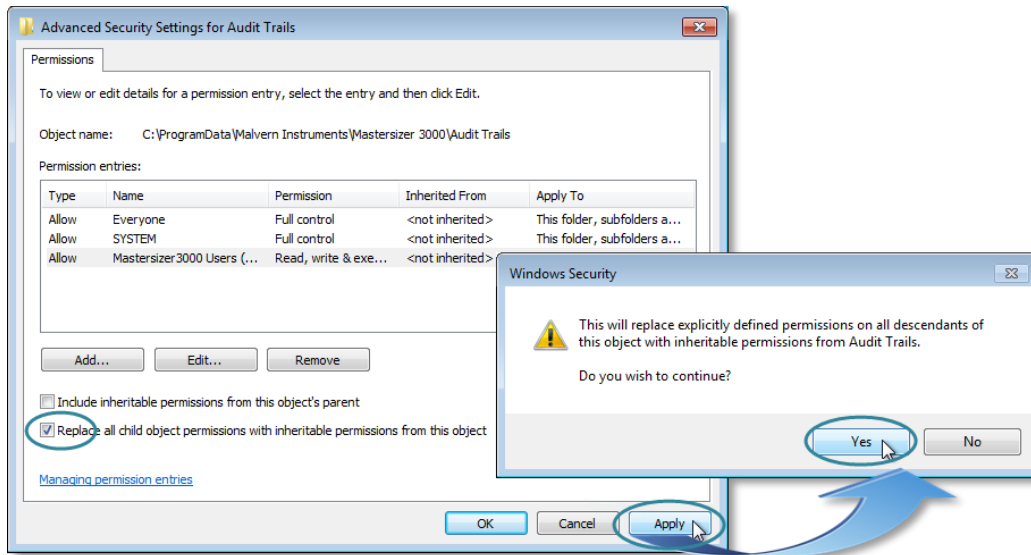 Advanced Security Settings for Audit Trails
Permissions
To view or edit details for a permission entry, select the entry and then click Edit.
Object name: C:\ProgramData\Malvern Instruments\Mastersizer 3000\Audit Trails
Permission entries:
Type Name Permission Inherited From Apply To
Allow Everyone Full control <not inherited> This folder, subfolders a...
Allow SYSTEM Full control <not inherited> This folder, subfolders a...
Allow Mastersizer3000 Users (... Read, write & exe... <not inherited>
Add... Edit... Remove
Include inheritable permissions from this object's parent
Replace all child object permissions with inheritable permissions from this object
Managing permission entries
OK Cancel Apply
Windows Security
This will replace explicitly defined permissions on all descendants of
this object with inheritable permissions from Audit Trails.
Do you wish to continue?
Yes No